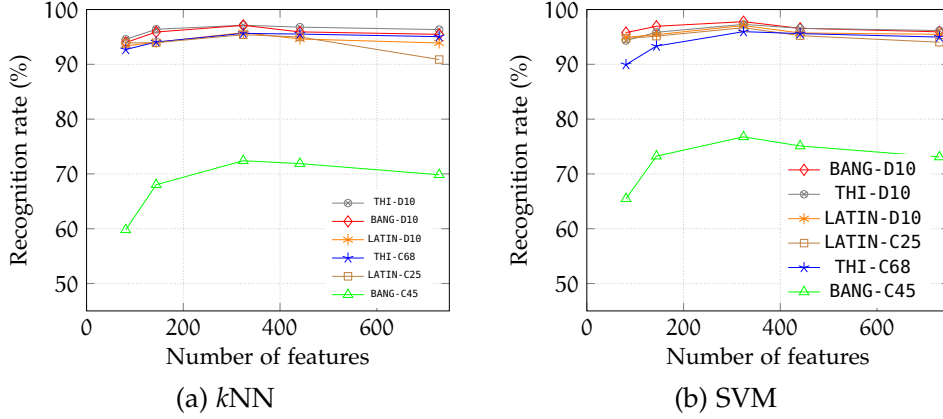 100
90
80
70
60
50
Recognition rate (%)
0
200
400
600
Number of features
THI-D10
BANG-D10
LATIN-D10
THI-C68
LATIN-C25
BANG-C45
(a) kNN
100
90
80
70
60
50
Recognition rate (%)
0
200
400
600
Number of features
BANG-D10
THI-D10
LATIN-D10
LATIN-C25
THI-C68
BANG-C45
(b) SVM